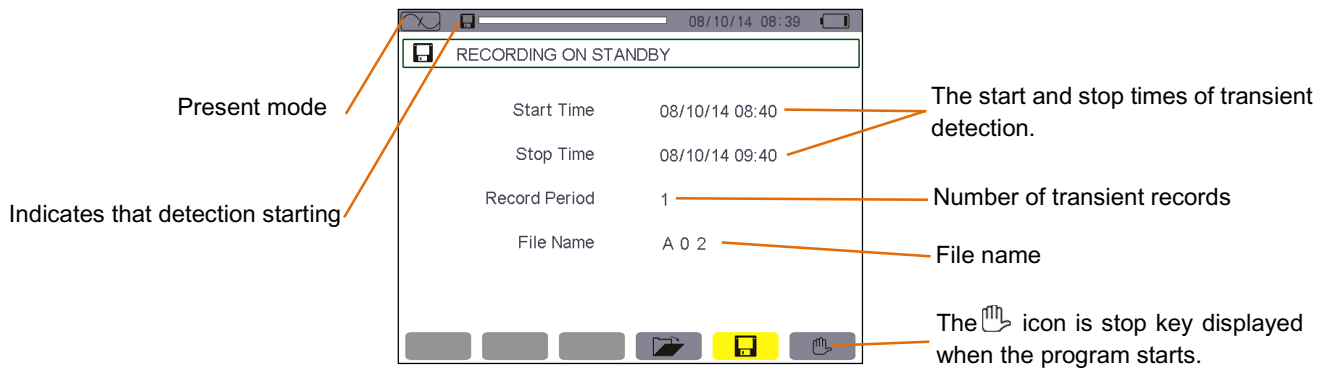 08/10/14 08:39
RECORDING ON STANDBY
Present mode
Start Time 08/10/14 08:40
The start and stop times of transient
detection.
Stop Time 08/10/14 09:40
Indicates that detection starting
Record Period 1
Number of transient records
File Name A 0 2
File name
The icon is stop key displayed
when the program starts.